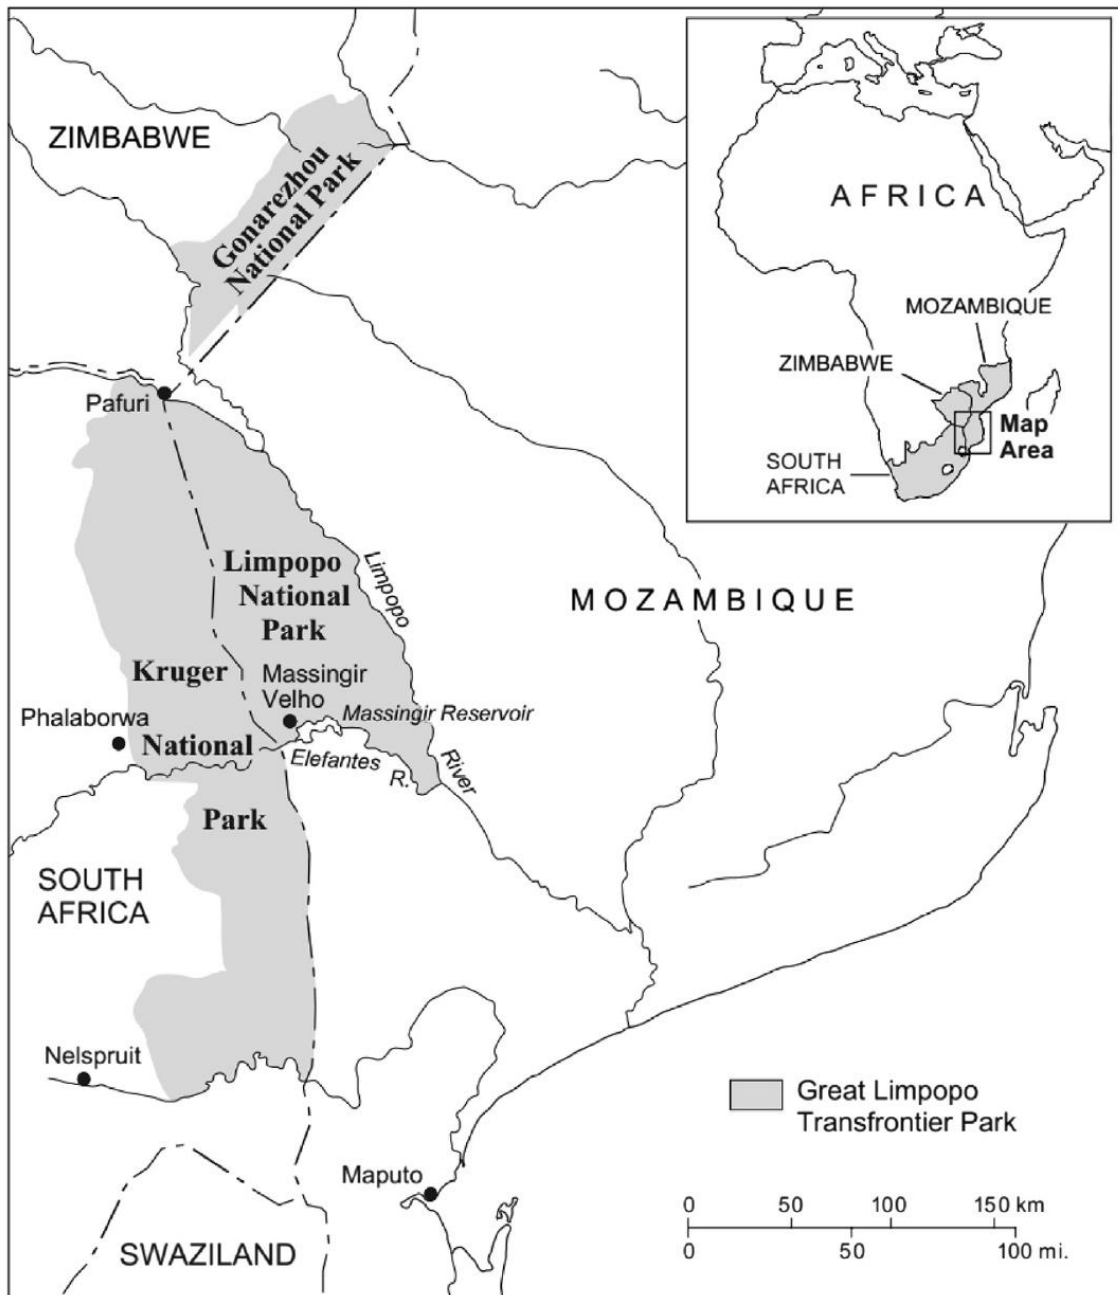 ZIMBABWE
Gonarezhou
National Park
Pafuri
Limpopo
National
Park
Limpopo
River
Kruger
National
Park
Massingir
Velho
Massingir Reservoir
Phalaborwa
Elefantes
R.
MOZAMBIQUE
SOUTH
AFRICA
Nelspruit
Maputo
SWAZILAND
AFRICA
MOZAMBIQUE
ZIMBABWE
Map
Area
SOUTH
AFRICA
Great Limpopo
Transfrontier Park
0 50 100 150 km
0 50 100 mi.